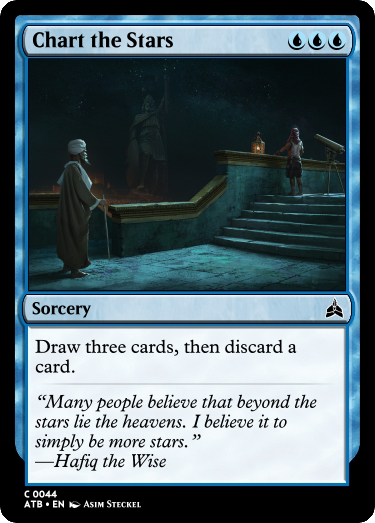 Chart the Stars
Sorcery
Draw three cards, then discard a
card.
“Many people believe that beyond the
stars lie the heavens. I believe it to
simply be more stars.”
—Hafiq the Wise
C 0044
ATB • EN Asim Steckel